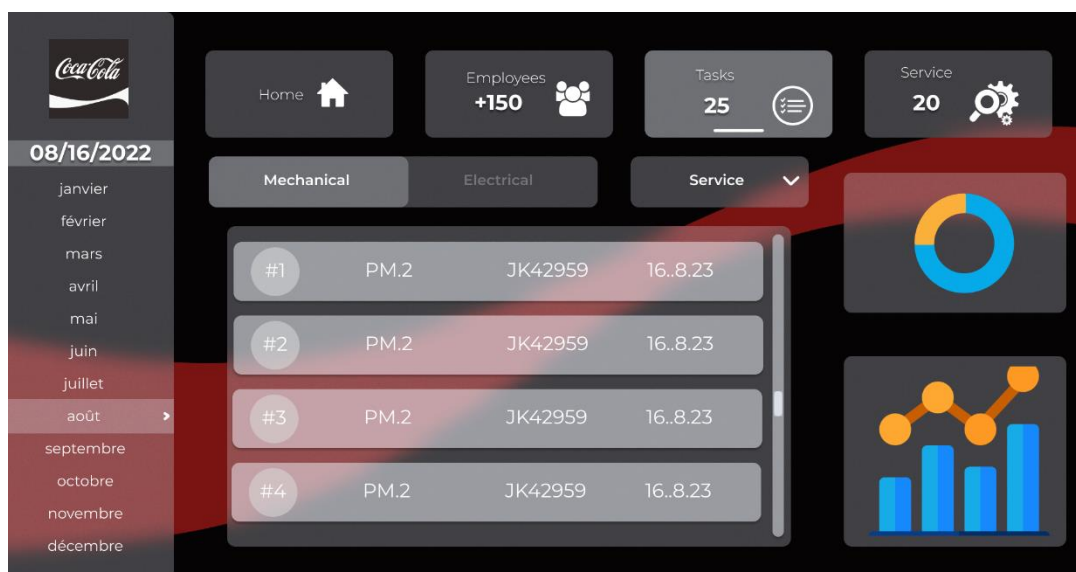 Coca-Cola
08/16/2022
janvier
février
mars
avril
mai
juin
juillet
août >
septembre
octobre
novembre
décembre
Home
Employees
+150
Tasks
25
Service
20
Mechanical
Electrical
Service
#1 PM.2 JK42959 16..8.23
#2 PM.2 JK42959 16..8.23
#3 PM.2 JK42959 16..8.23
#4 PM.2 JK42959 16..8.23